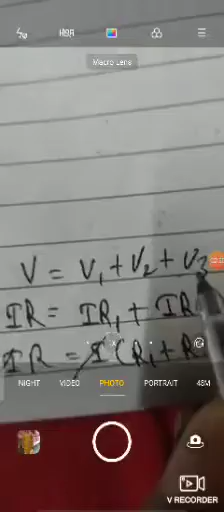 HDR
Macro Lens
V = V₁ + V₂ + V₃
IR = IR₁ + IR
IR = I(R₁ + R
NIGHT VIDEO PHOTO PORTRAIT 48M
V RECORDER